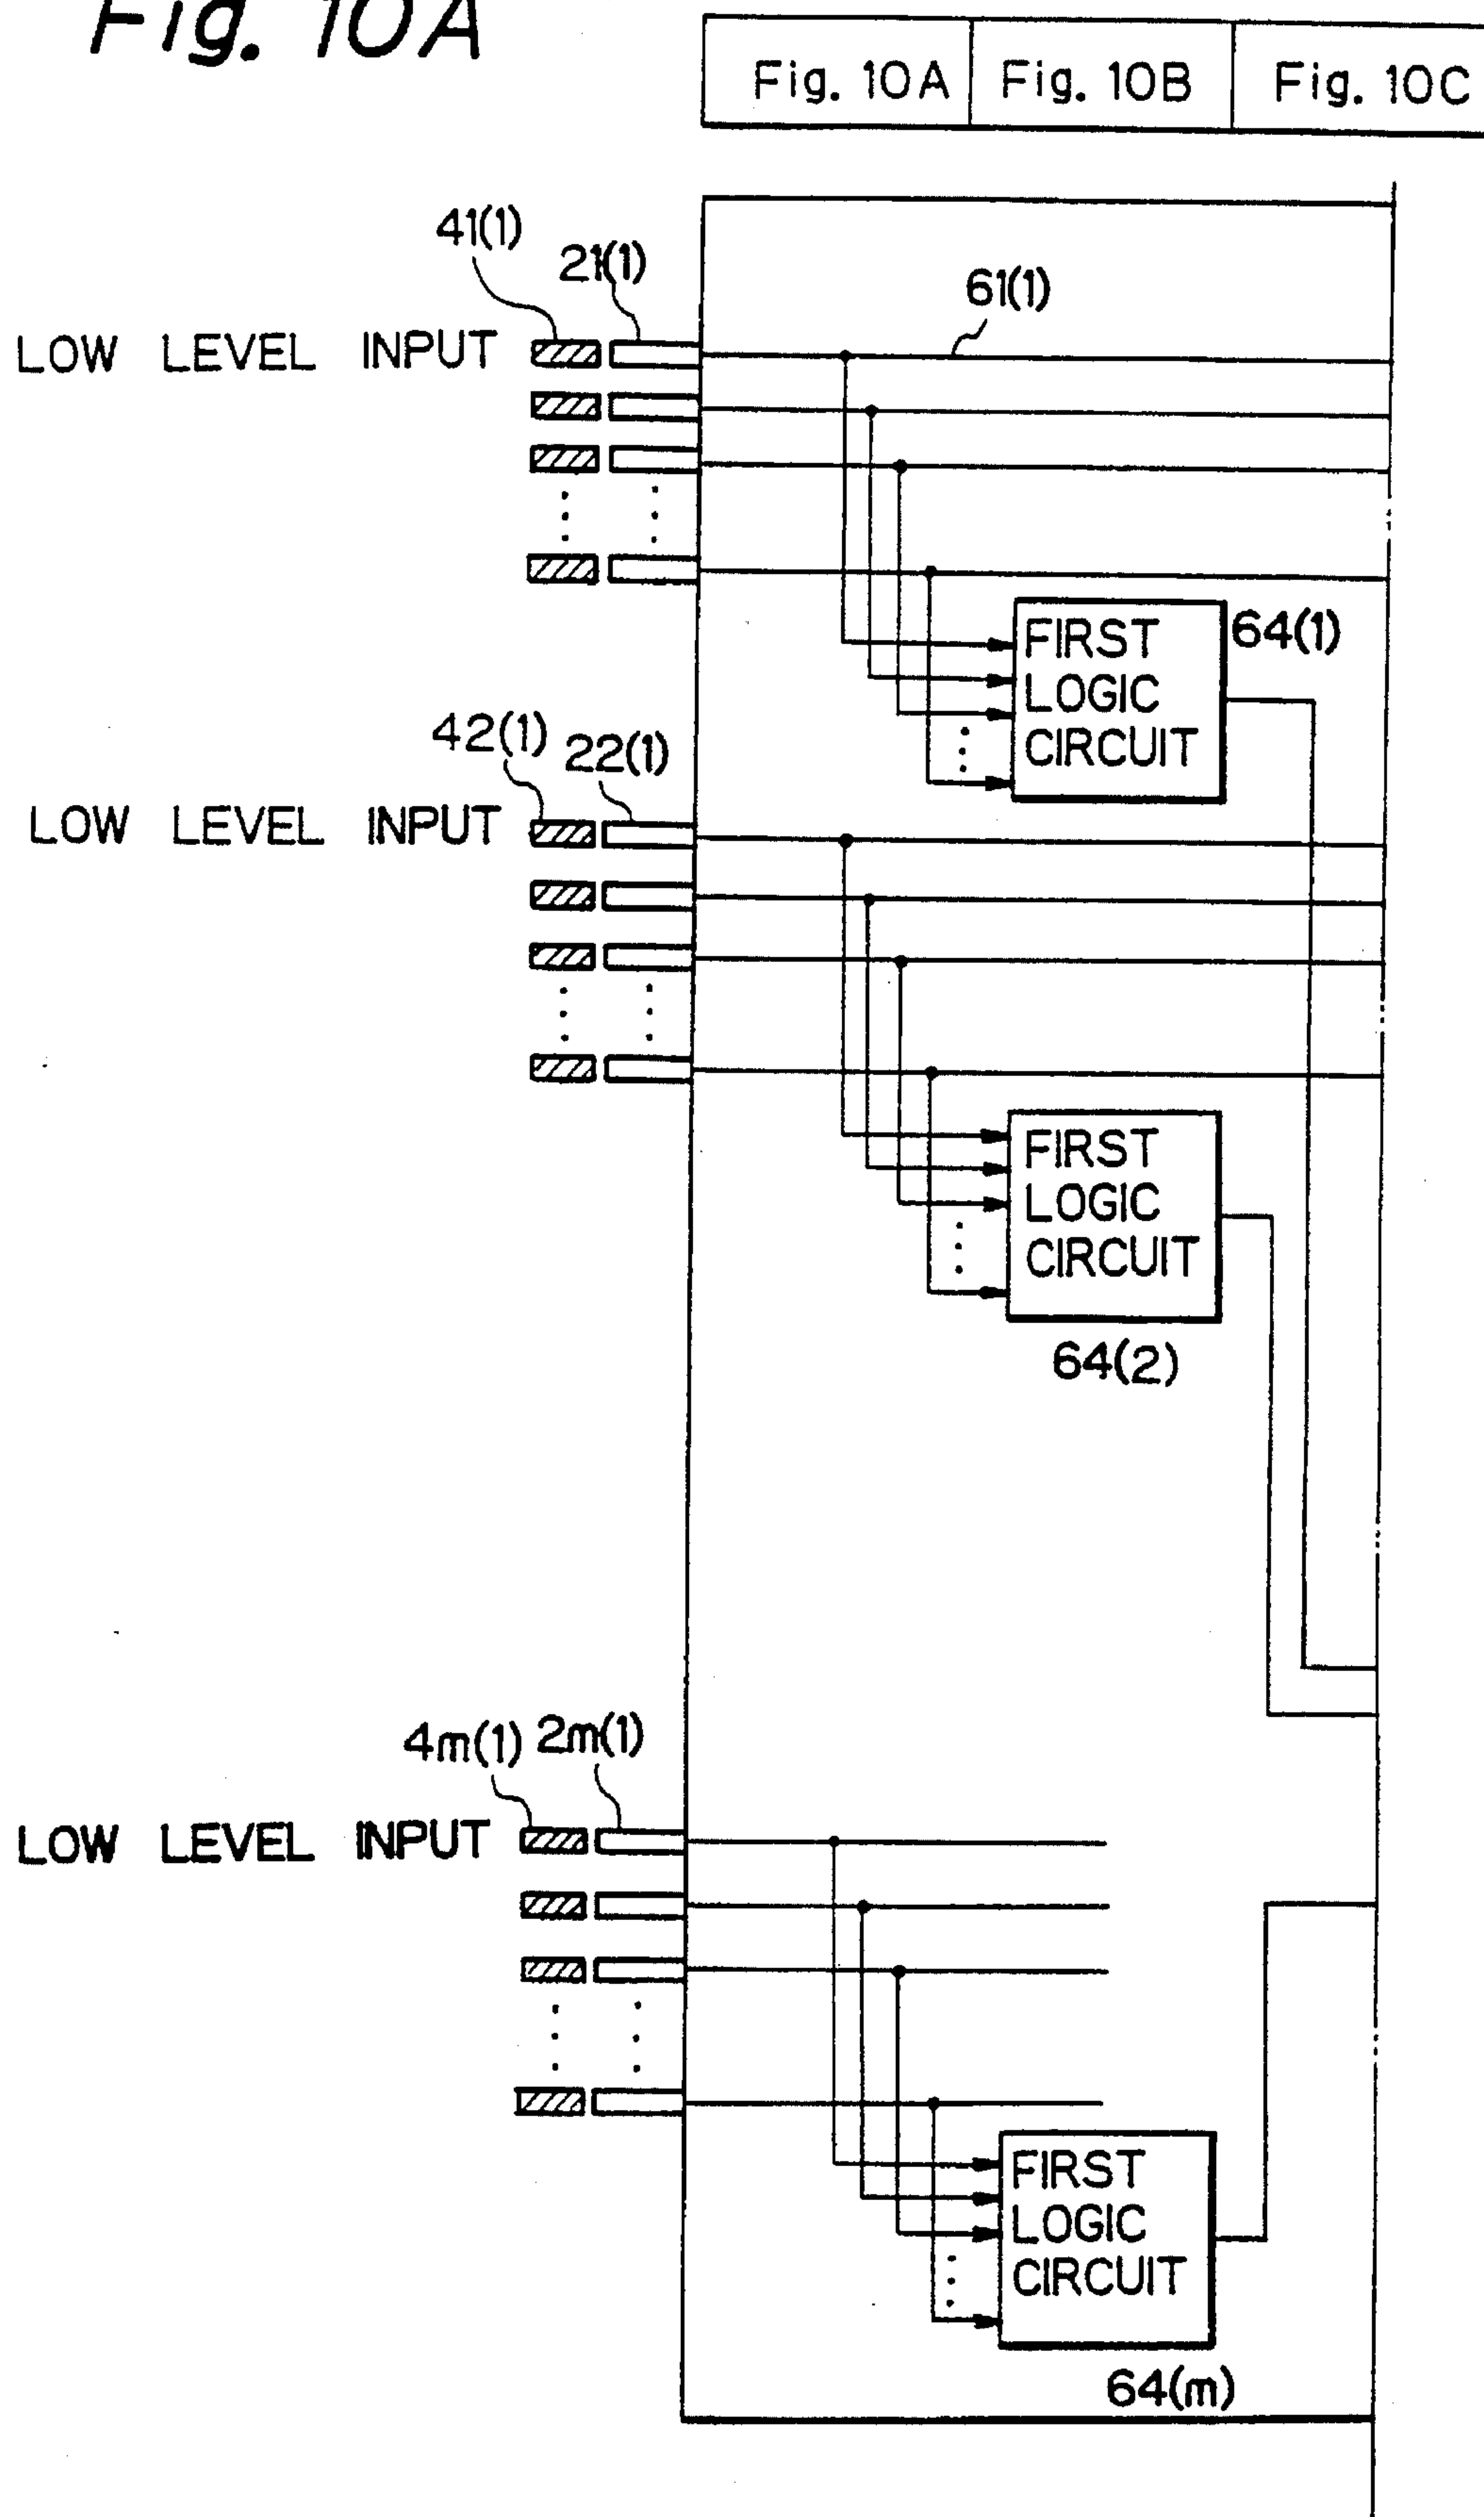 Fig. 10A
Fig. 10A Fig. 10B Fig. 10C
41(1)
21(1)
61(1)
LOW LEVEL INPUT
FIRST
LOGIC
CIRCUIT
64(1)
42(1)
22(1)
LOW LEVEL INPUT
FIRST
LOGIC
CIRCUIT
64(2)
4m(1)
2m(1)
LOW LEVEL INPUT
FIRST
LOGIC
CIRCUIT
64(m)